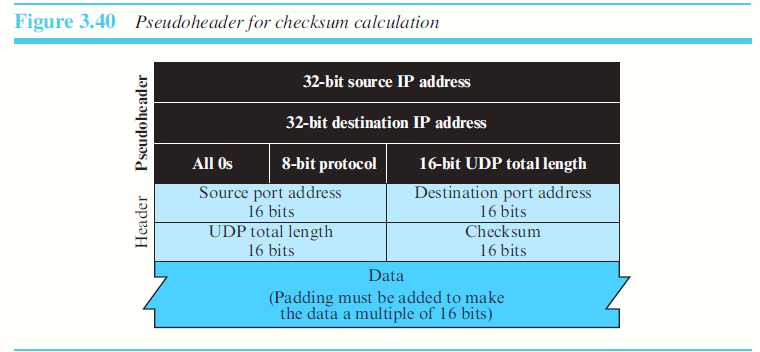 Figure 3.40 Pseudoheader for checksum calculation
Pseudoheader
32-bit source IP address
32-bit destination IP address
All 0s 8-bit protocol 16-bit UDP total length
Header
Source port address Destination port address
16 bits 16 bits
UDP total length Checksum
16 bits 16 bits
Data
(Padding must be added to make
the data a multiple of 16 bits)